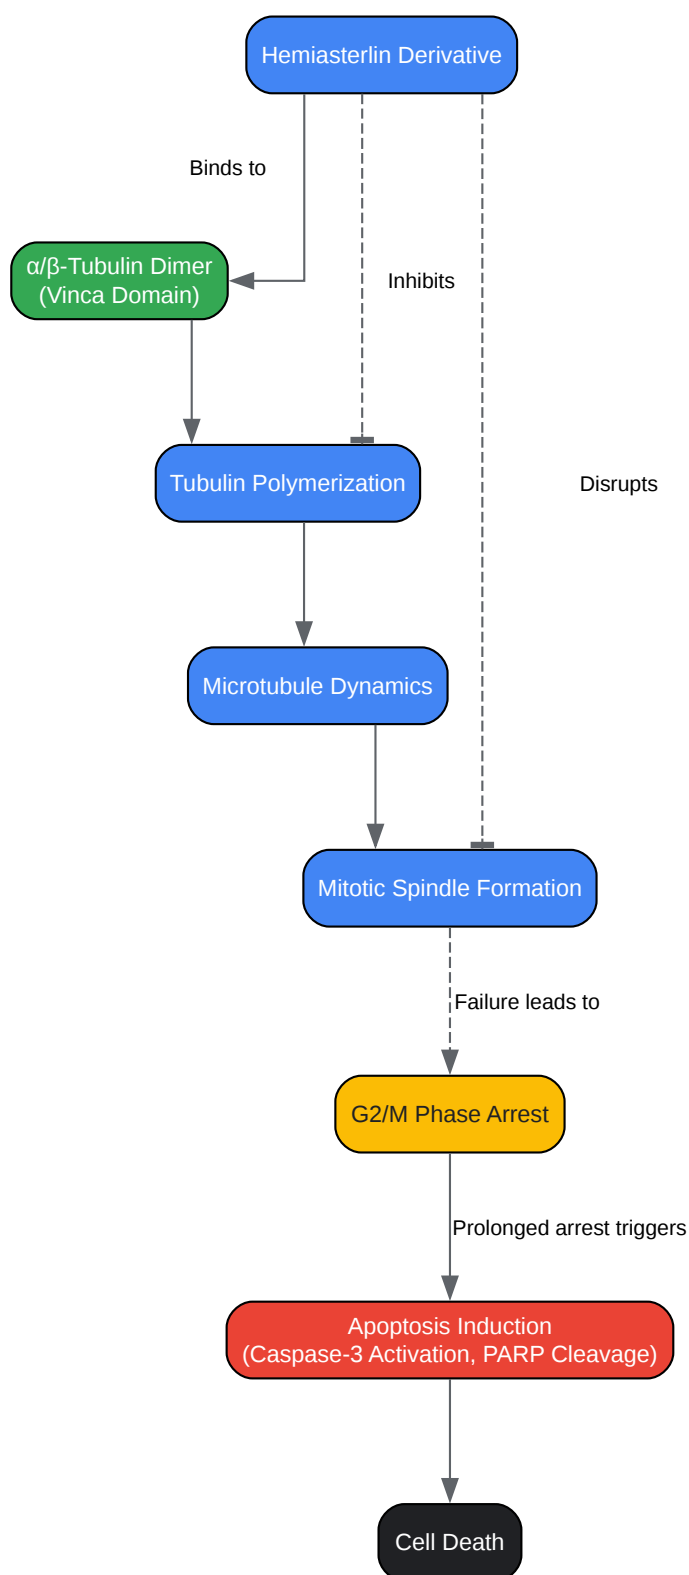 Hemiasterlin Derivative
Binds to
α/β-Tubulin Dimer
(Vinca Domain)
Inhibits
Tubulin Polymerization
Disrupts
Microtubule Dynamics
Mitotic Spindle Formation
Failure leads to
G2/M Phase Arrest
Prolonged arrest triggers
Apoptosis Induction
(Caspase-3 Activation, PARP Cleavage)
Cell Death